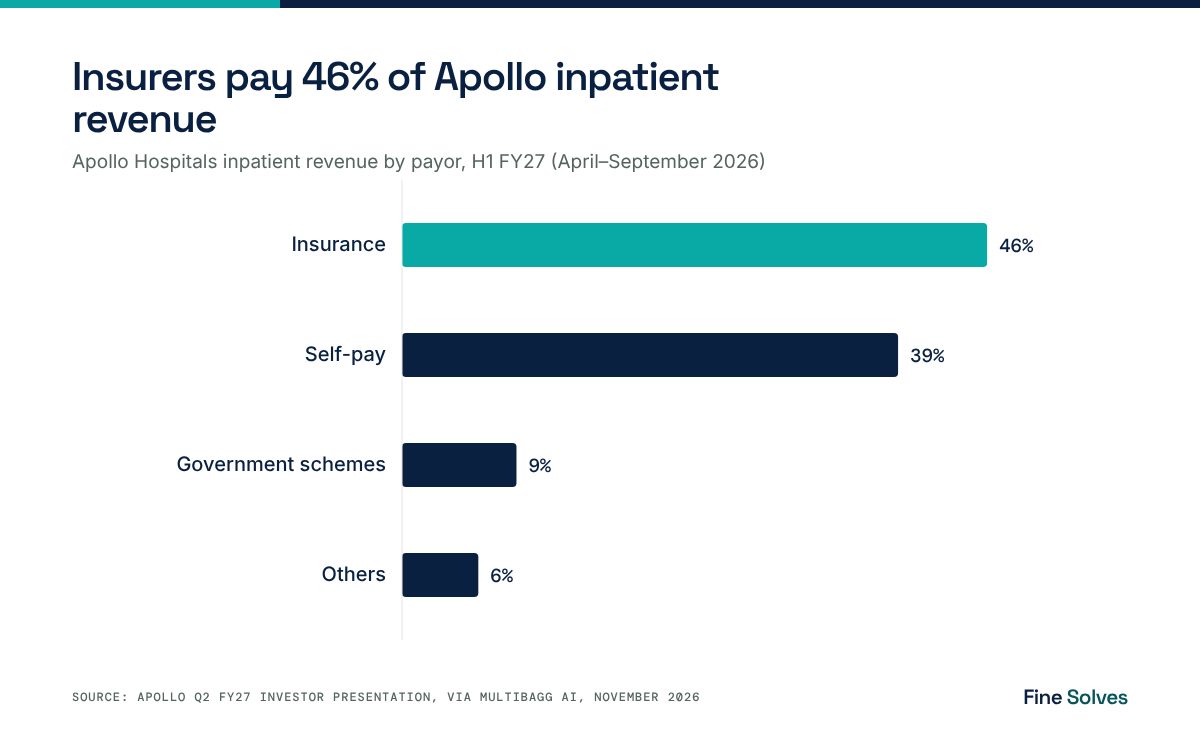 Insurers pay 46% of Apollo inpatient
revenue
Apollo Hospitals inpatient revenue by payor, H1 FY27 (April–September 2026)
Insurance 46%
Self-pay 39%
Government schemes 9%
Others 6%
SOURCE: APOLLO Q2 FY27 INVESTOR PRESENTATION, VIA MULTIBAGG AI, NOVEMBER 2026
Fine Solves